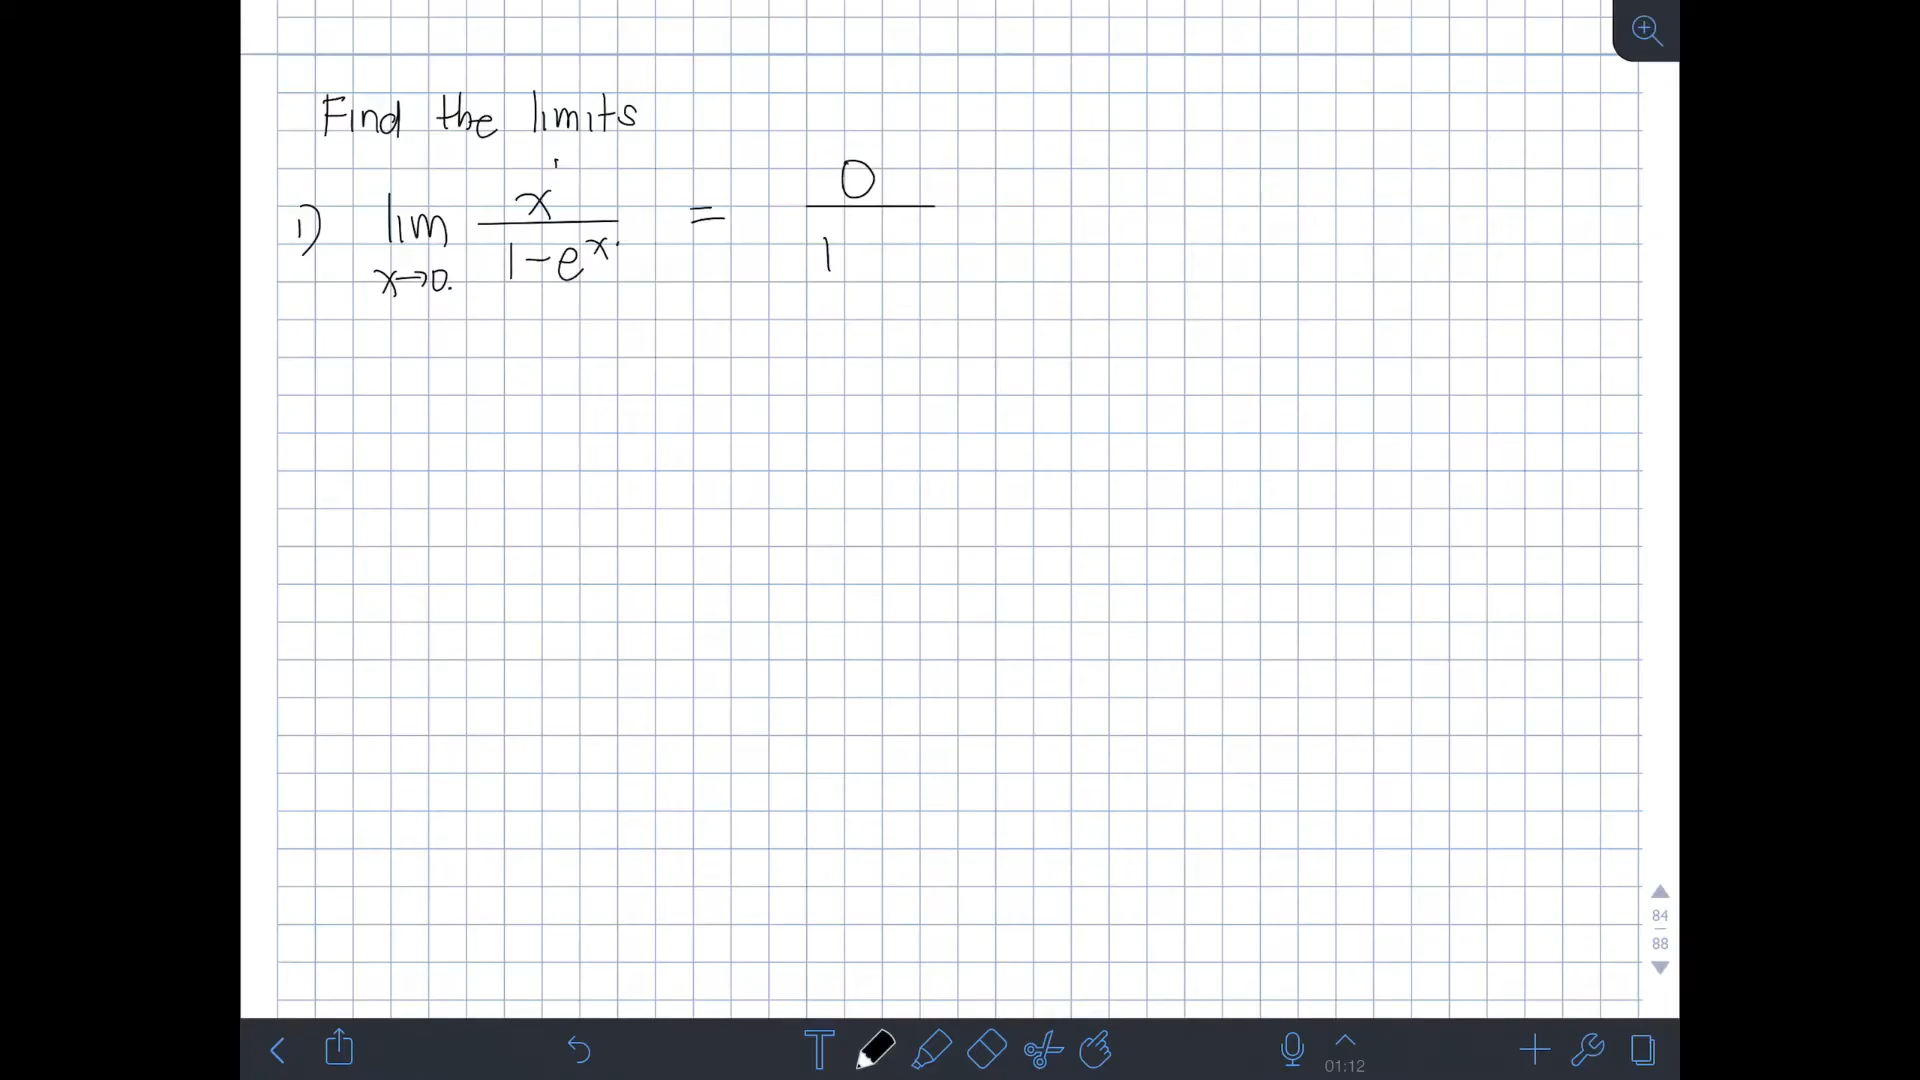 Find the limits
1) lim x→0 x/(1-e^x) = 0/1
84
88
T
01:12